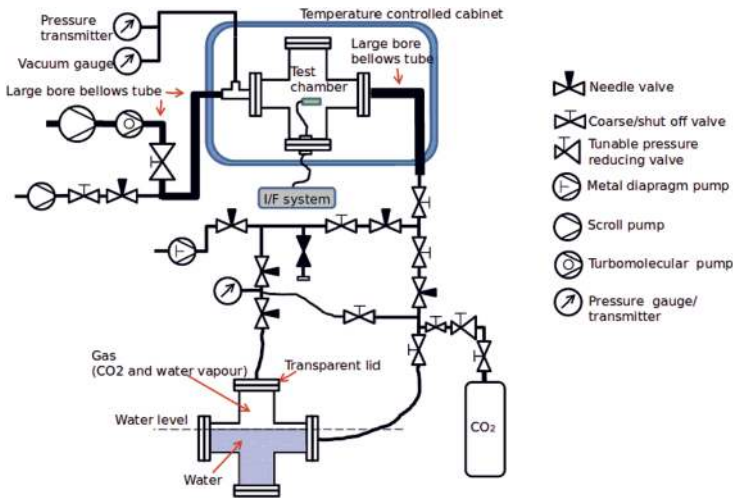 Temperature controlled cabinet
Pressure
transmitter
Vacuum gauge
Large bore bellows tube
Test
chamber
Large bore
bellows tube
I/F system
Gas
(CO2 and water vapour)
Transparent lid
Water level
Water
CO₂
Needle valve
Coarse/shut off valve
Tunable pressure
reducing valve
Metal diapragm pump
Scroll pump
Turbomolecular pump
Pressure gauge/
transmitter